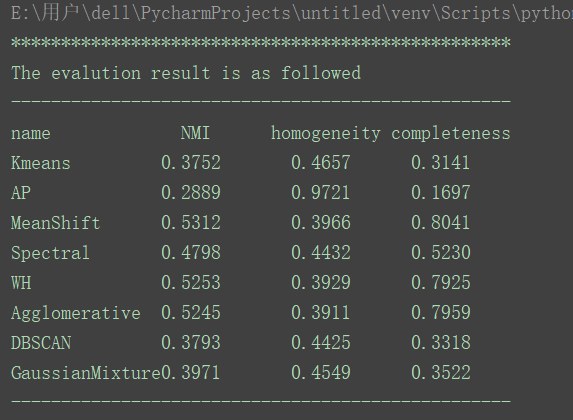 E:\用户\dell\PycharmProjects\untitled\venv\Scripts\pytho
**************************************************
The evalution result is as followed
--------------------------------------------------
name NMI homogeneity completeness
Kmeans 0.3752 0.4657 0.3141
AP 0.2889 0.9721 0.1697
MeanShift 0.5312 0.3966 0.8041
Spectral 0.4798 0.4432 0.5230
WH 0.5253 0.3929 0.7925
Agglomerative 0.5245 0.3911 0.7959
DBSCAN 0.3793 0.4425 0.3318
GaussianMixture0.3971 0.4549 0.3522
--------------------------------------------------